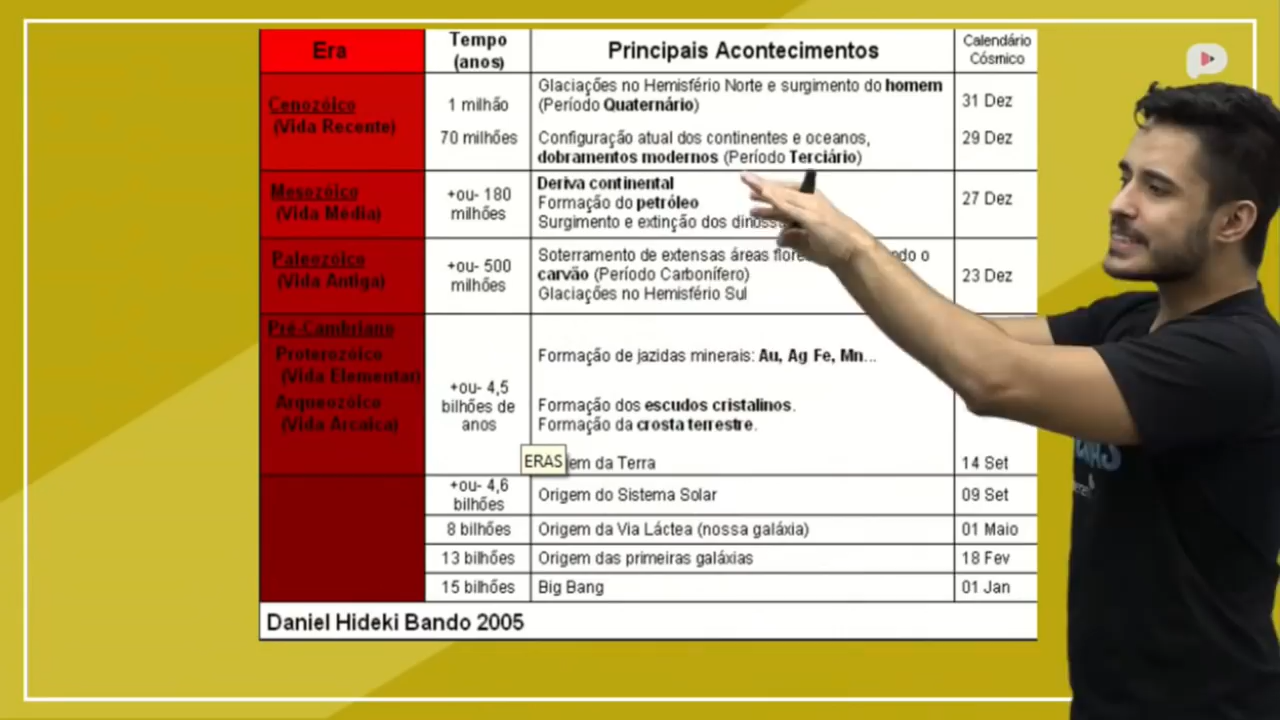 Era
Tempo
(anos)
Principais Acontecimentos
Calendário
Cósmico
Cenozóico
(Vida Recente)
1 milhão
Glaciações no Hemisfério Norte e surgimento do homem
(Período Quaternário)
31 Dez
70 milhões
Configuração atual dos continentes e oceanos,
dobramentos modernos (Período Terciário)
29 Dez
Mesozóico
(Vida Média)
+ou- 180
milhões
Deriva continental
Formação do petróleo
Surgimento e extinção dos
27 Dez
Paleozóico
(Vida Antiga)
+ou- 500
milhões
Soterramento de extensas áreas o
carvão (Período Carbonífero)
Glaciações no Hemisfério Sul
23 Dez
Pré-Cambriano
Proterozóico
(Vida Elementar)
Arqueozóico
(Vida Arcaica)
+ou- 4,5
bilhões de
anos
Formação de jazidas minerais: Au, Ag Fe, Mn...
Formação dos escudos cristalinos.
Formação da crosta terrestre.
ERAS
da Terra
14 Set
+ou- 4,6
bilhões
Origem do Sistema Solar
09 Set
8 bilhões
Origem da Via Láctea (nossa galáxia)
01 Maio
13 bilhões
Origem das primeiras galáxias
18 Fev
15 bilhões
Big Bang
01 Jan
Daniel Hideki Bando 2005